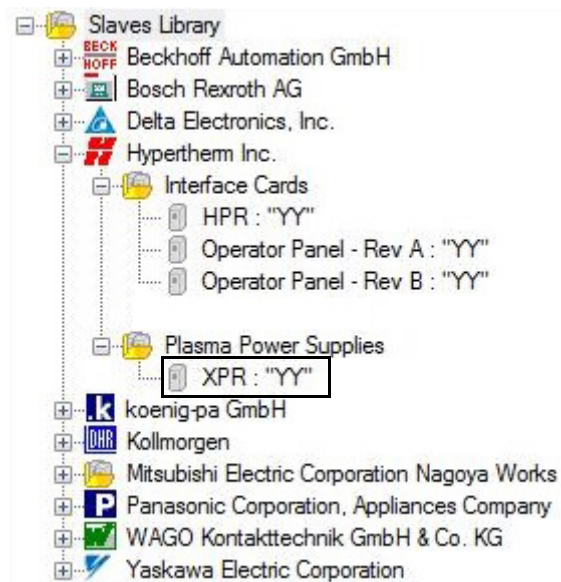 Slaves Library
BECK
HOFF
Beckhoff Automation GmbH
Bosch Rexroth AG
Delta Electronics, Inc.
Hypertherm Inc.
Interface Cards
HPR : "YY"
Operator Panel - Rev A : "YY"
Operator Panel - Rev B : "YY"
Plasma Power Supplies
XPR : "YY"
.k koenig-pa GmbH
DHR Kollmorgen
Mitsubishi Electric Corporation Nagoya Works
P Panasonic Corporation, Appliances Company
WAGO Kontakttechnik GmbH & Co. KG
Yaskawa Electric Corporation